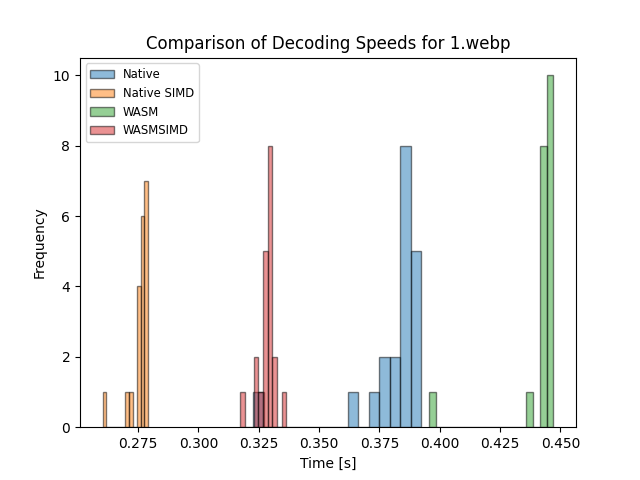 Comparison of Decoding Speeds for 1.webp
Native
Native SIMD
WASM
WASMSIMD
Frequency
10
8
6
4
2
0
0.275 0.300 0.325 0.350 0.375 0.400 0.425 0.450
Time [s]